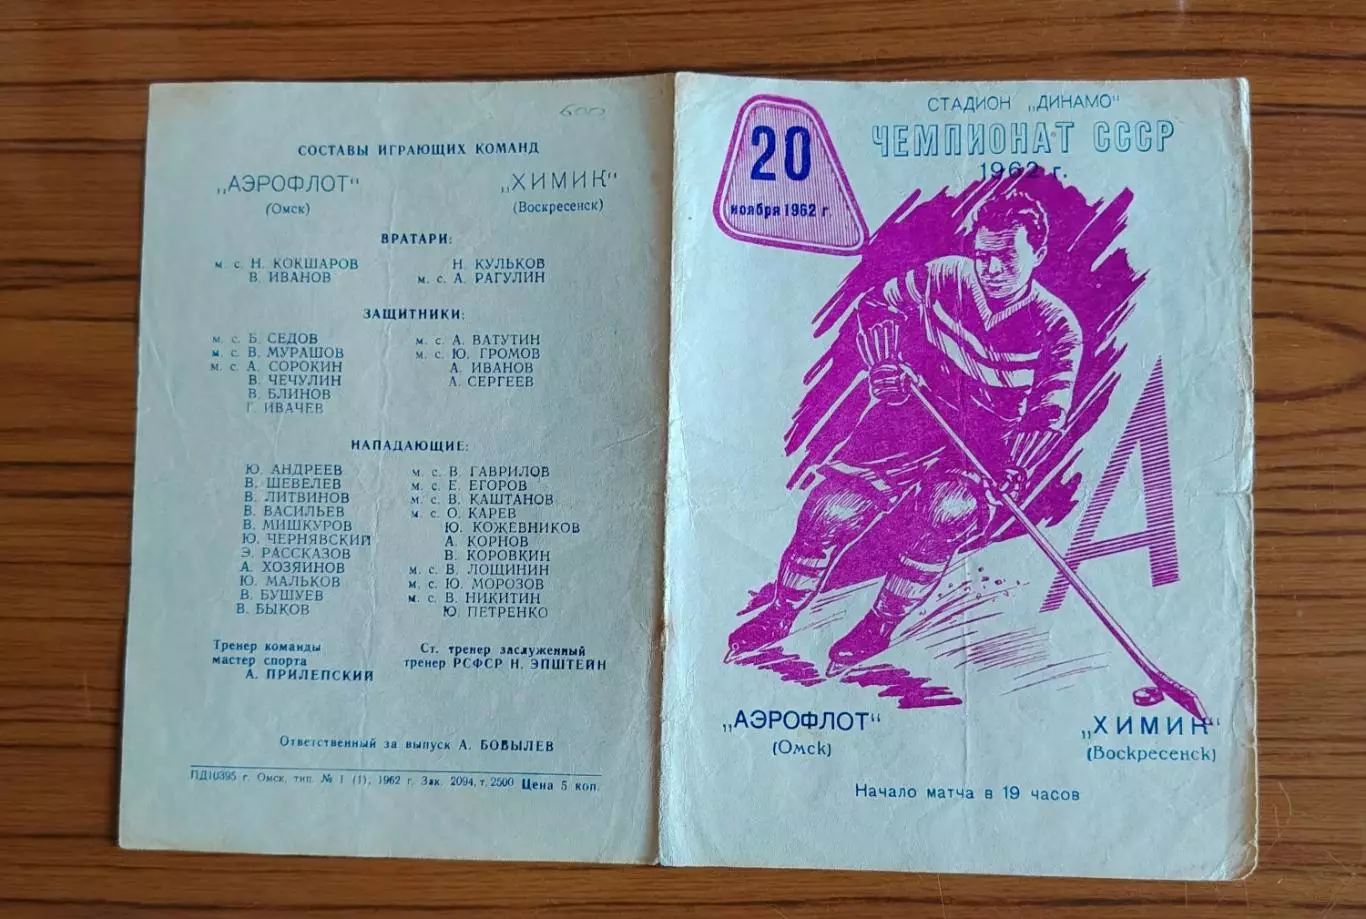 600
СОСТАВЫ ИГРАЮЩИХ КОМАНД
„АЭРОФЛОТ“
(Омск)
„ХИМИК“
(Воскресенск)
ВРАТАРИ:
м. с. Н. КОКШАРОВ
В. ИВАНОВ
Н. КУЛЬКОВ
м. с. А. РАГУЛИН
ЗАЩИТНИКИ:
м. с. Б. СЕДОВ
м. с. В. МУРАШОВ
м. с. А. СОРОКИН
В. ЧЕЧУЛИН
В. БЛИНОВ
Г. ИВАЧЕВ
м. с. А. ВАТУТИН
м. с. Ю. ГРОМОВ
А. ИВАНОВ
А. СЕРГЕЕВ
НАПАДАЮЩИЕ:
Ю. АНДРЕЕВ
В. ШЕВЕЛЕВ
В. ЛИТВИНОВ
В. ВАСИЛЬЕВ
В. МИШКУРОВ
Ю. ЧЕРНЯВСКИЙ
Э. РАССКАЗОВ
А. ХОЗЯИНОВ
Ю. МАЛЬКОВ
В. БУШУЕВ
В. БЫКОВ
м. с. В. ГАВРИЛОВ
м. с. Е. ЕГОРОВ
м. с. В. КАШТАНОВ
м. с. О. КАРЕВ
Ю. КОЖЕВНИКОВ
А. КОРНОВ
В. КОРОВКИН
м. с. В. ЛОЩИНИН
м. с. Ю. МОРОЗОВ
м. с. В. НИКИТИН
Ю. ПЕТРЕНКО
Тренер команды
мастер спорта
А. ПРИЛЕПСКИЙ
Ст. тренер заслуженный
тренер РСФСР Н. ЭПШТЕЙН
Ответственный за выпуск А. БОВЫЛЕВ
ПД10395 г. Омск, тип. № 1 (1), 1962 г. Зак. 2094, т. 2500 Цена 5 коп.
СТАДИОН „ДИНАМО“
ЧЕМПИОНАТ СССР
1962 г.
20
ноября 1962 г
А
„АЭРОФЛОТ“
(Омск)
„ХИМИК“
(Воскресенск)
Начало матча в 19 часов